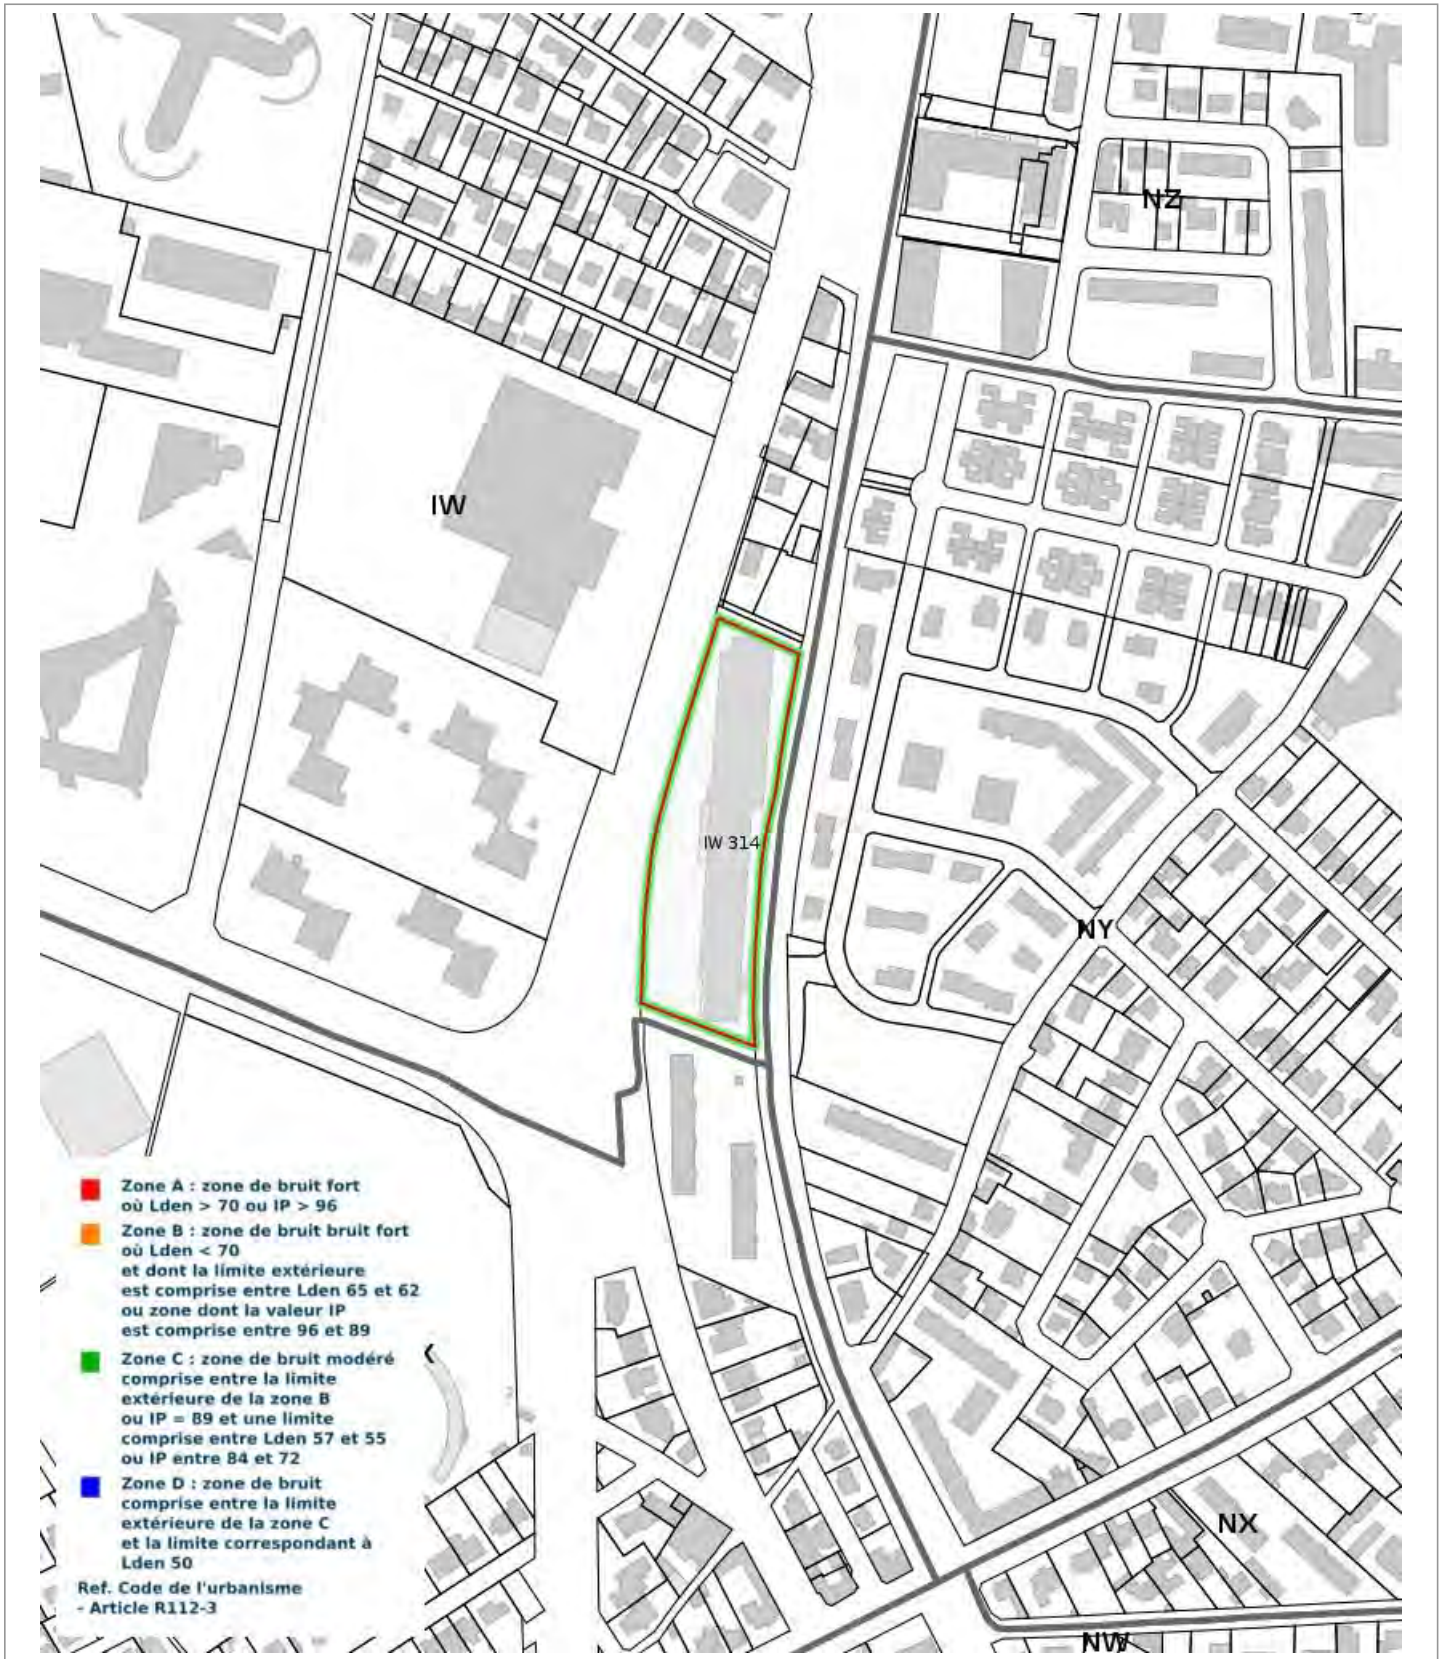 NZ
IW
IW 314
NY
Zone A : zone de bruit fort
où Lden > 70 ou IP > 96
Zone B : zone de bruit bruit fort
où Lden < 70
et dont la limite extérieure
est comprise entre Lden 65 et 62
ou zone dont la valeur IP
est comprise entre 96 et 89
Zone C : zone de bruit modéré
comprise entre la limite
extérieure de la zone B
ou IP = 89 et une limite
comprise entre Lden 57 et 55
ou IP entre 84 et 72
Zone D : zone de bruit
comprise entre la limite
extérieure de la zone C
et la limite correspondant à
Lden 50
Ref. Code de l'urbanisme
- Article R112-3
NX
NW